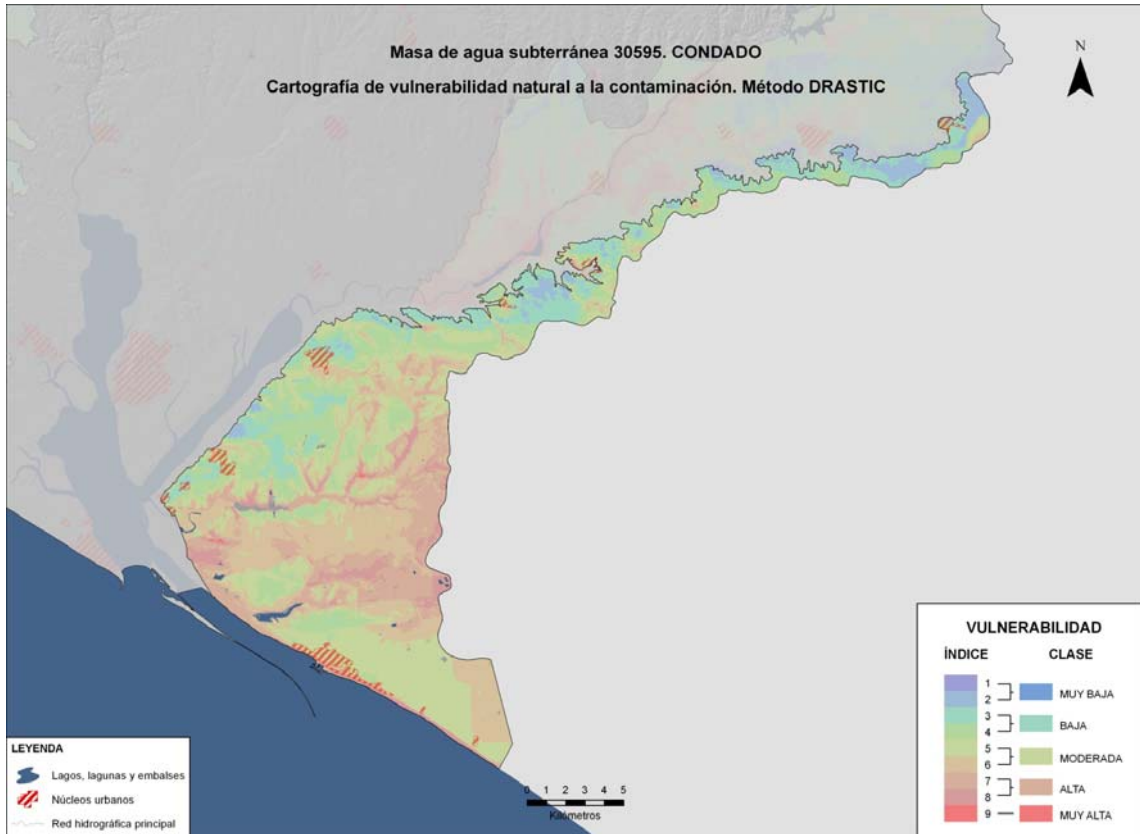 Masa de agua subterránea 30595. CONDADO
Cartografía de vulnerabilidad natural a la contaminación. Método DRASTIC
N
VULNERABILIDAD
ÍNDICE CLASE
1
2
MUY BAJA
3
4
BAJA
5
6
MODERADA
7
8
ALTA
9
MUY ALTA
LEYENDA
Lagos, lagunas y embalses
Núcleos urbanos
Red hidrográfica principal
0 1 2 3 4 5
Kilómetros